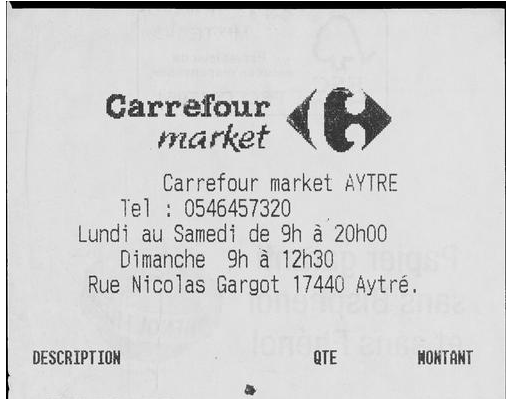 Carrefour
market
Carrefour market AYTRE
Tel : 0546457320
Lundi au Samedi de 9h à 20h00
Dimanche 9h à 12h30
Rue Nicolas Gargot 17440 Aytré.
DESCRIPTION QTE MONTANT